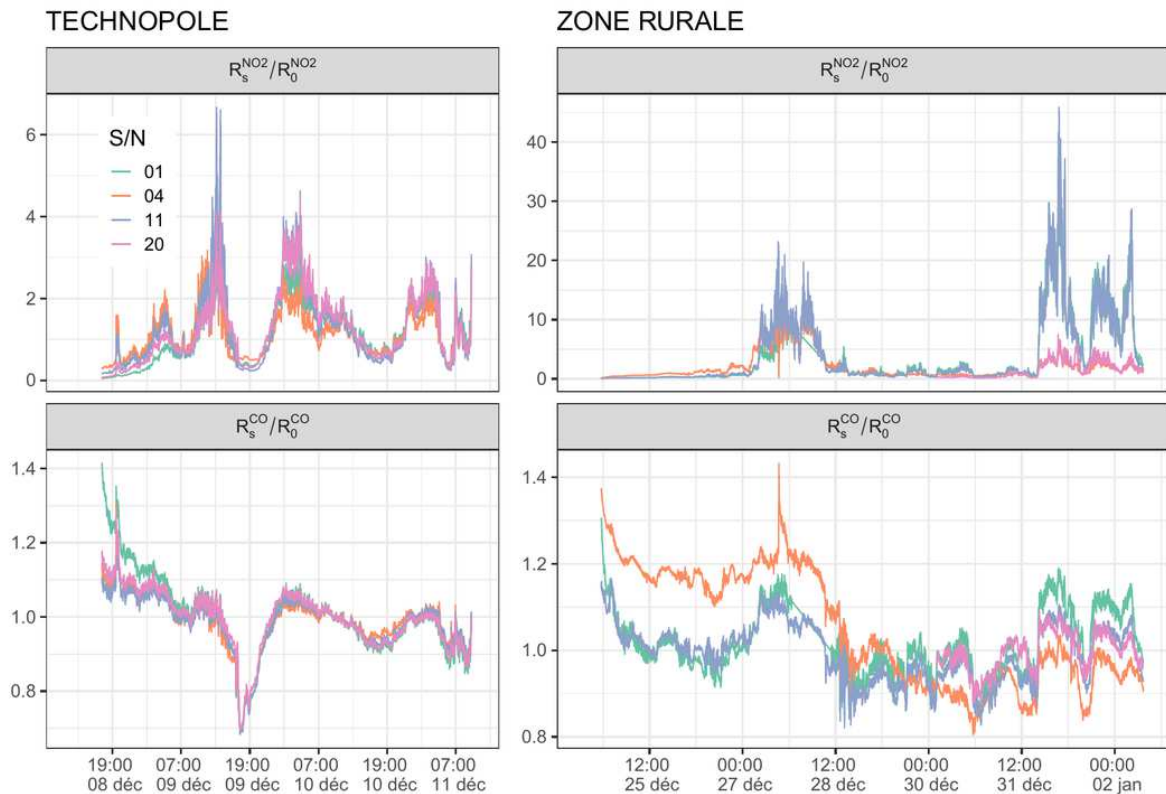 TECHNOPOLE
R_s^NO2/R_0^NO2
6
4
2
0
S/N
01
04
11
20
R_s^CO/R_0^CO
1.4
1.2
1.0
0.8
19:00 07:00 19:00 07:00 19:00 07:00
08 déc 09 déc 09 déc 10 déc 10 déc 11 déc
ZONE RURALE
R_s^NO2/R_0^NO2
40
30
20
10
0
R_s^CO/R_0^CO
1.4
1.2
1.0
0.8
12:00 00:00 12:00 00:00 12:00 00:00
25 déc 27 déc 28 déc 30 déc 31 déc 02 jan